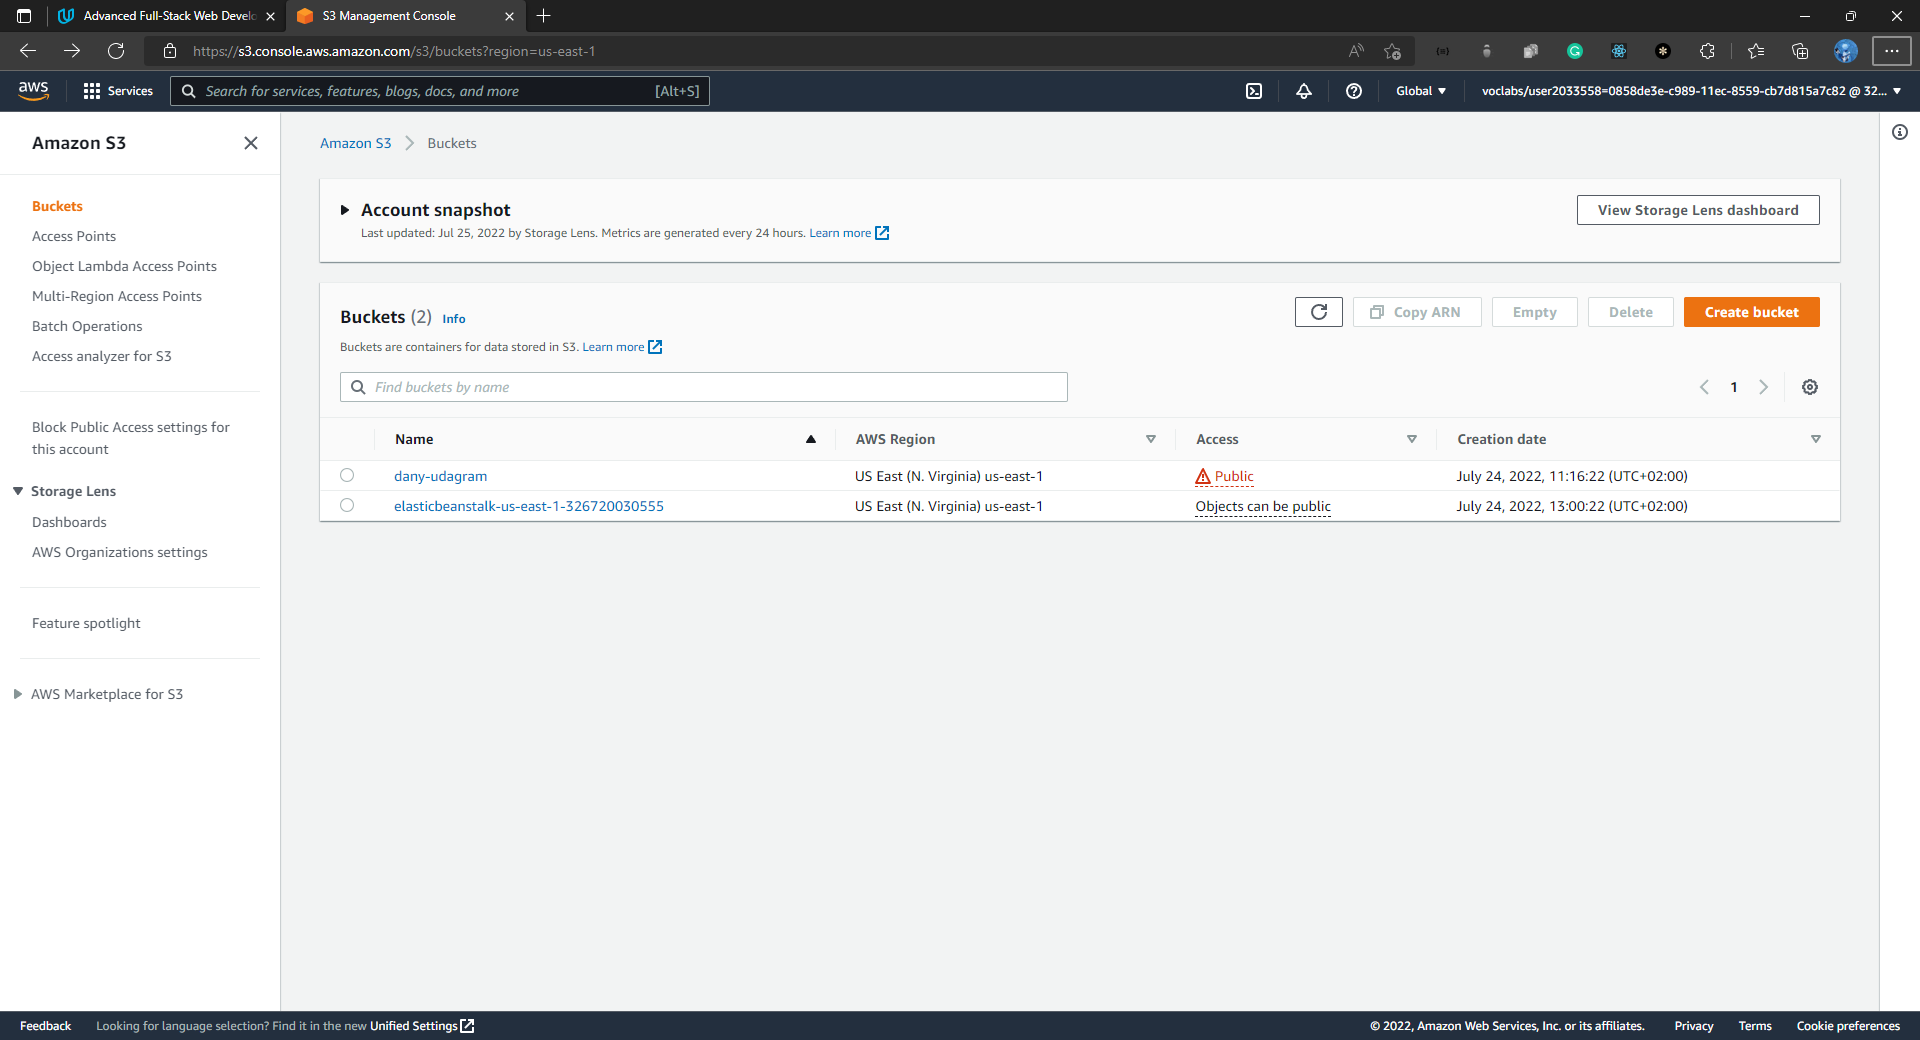 Advanced Full-Stack Web Develo
S3 Management Console
https://s3.console.aws.amazon.com/s3/buckets?region=us-east-1
aws
Services
Search for services, features, blogs, docs, and more
[Alt+S]
Global
voclabs/user2033558=0858de3e-c989-11ec-8559-cb7d815a7c82 @ 32...
Amazon S3
Buckets
Access Points
Object Lambda Access Points
Multi-Region Access Points
Batch Operations
Access analyzer for S3
Block Public Access settings for
this account
Storage Lens
Dashboards
AWS Organizations settings
Feature spotlight
AWS Marketplace for S3
Amazon S3 > Buckets
Account snapshot
Last updated: Jul 25, 2022 by Storage Lens. Metrics are generated every 24 hours. Learn more
View Storage Lens dashboard
Buckets (2) Info
Buckets are containers for data stored in S3. Learn more
Copy ARN
Empty
Delete
Create bucket
Find buckets by name
1
Name AWS Region Access Creation date
dany-udagram US East (N. Virginia) us-east-1 Public July 24, 2022, 11:16:22 (UTC+02:00)
elasticbeanstalk-us-east-1-326720030555 US East (N. Virginia) us-east-1 Objects can be public July 24, 2022, 13:00:22 (UTC+02:00)
Feedback
Looking for language selection? Find it in the new Unified Settings
© 2022, Amazon Web Services, Inc. or its affiliates.
Privacy
Terms
Cookie preferences